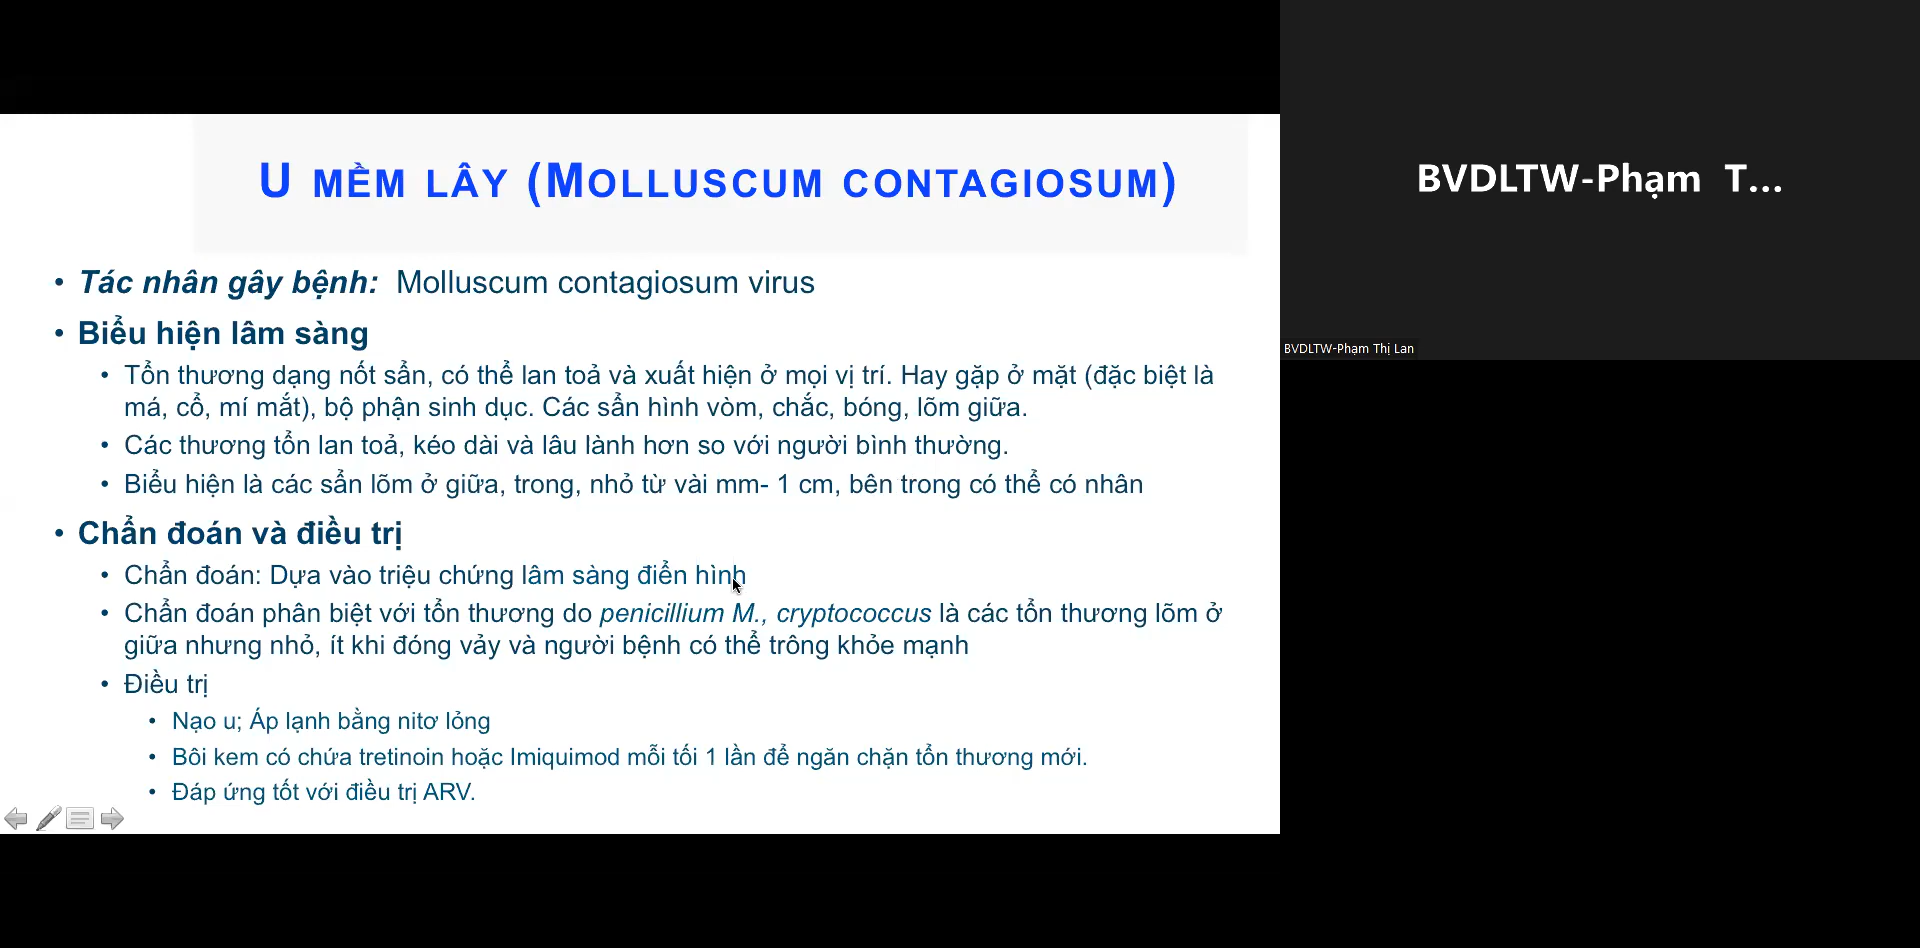 U MỀM LÂY (MOLLUSCUM CONTAGIOSUM)
• Tác nhân gây bệnh: Molluscum contagiosum virus
• Biểu hiện lâm sàng
• Tổn thương dạng nốt sẩn, có thể lan toả và xuất hiện ở mọi vị trí. Hay gặp ở mặt (đặc biệt là
má, cổ, mí mắt), bộ phận sinh dục. Các sẩn hình vòm, chắc, bóng, lõm giữa.
• Các thương tổn lan toả, kéo dài và lâu lành hơn so với người bình thường.
• Biểu hiện là các sẩn lõm ở giữa, trong, nhỏ từ vài mm- 1 cm, bên trong có thể có nhân
• Chẩn đoán và điều trị
• Chẩn đoán: Dựa vào triệu chứng lâm sàng điển hình
• Chẩn đoán phân biệt với tổn thương do penicillium M., cryptococcus là các tổn thương lõm ở
giữa nhưng nhỏ, ít khi đóng vảy và người bệnh có thể trông khỏe mạnh
• Điều trị
• Nạo u; Áp lạnh bằng nitơ lỏng
• Bôi kem có chứa tretinoin hoặc Imiquimod mỗi tối 1 lần để ngăn chặn tổn thương mới.
• Đáp ứng tốt với điều trị ARV.
BVDLTW-Phạm T...
BVDLTW-Phạm Thị Lan